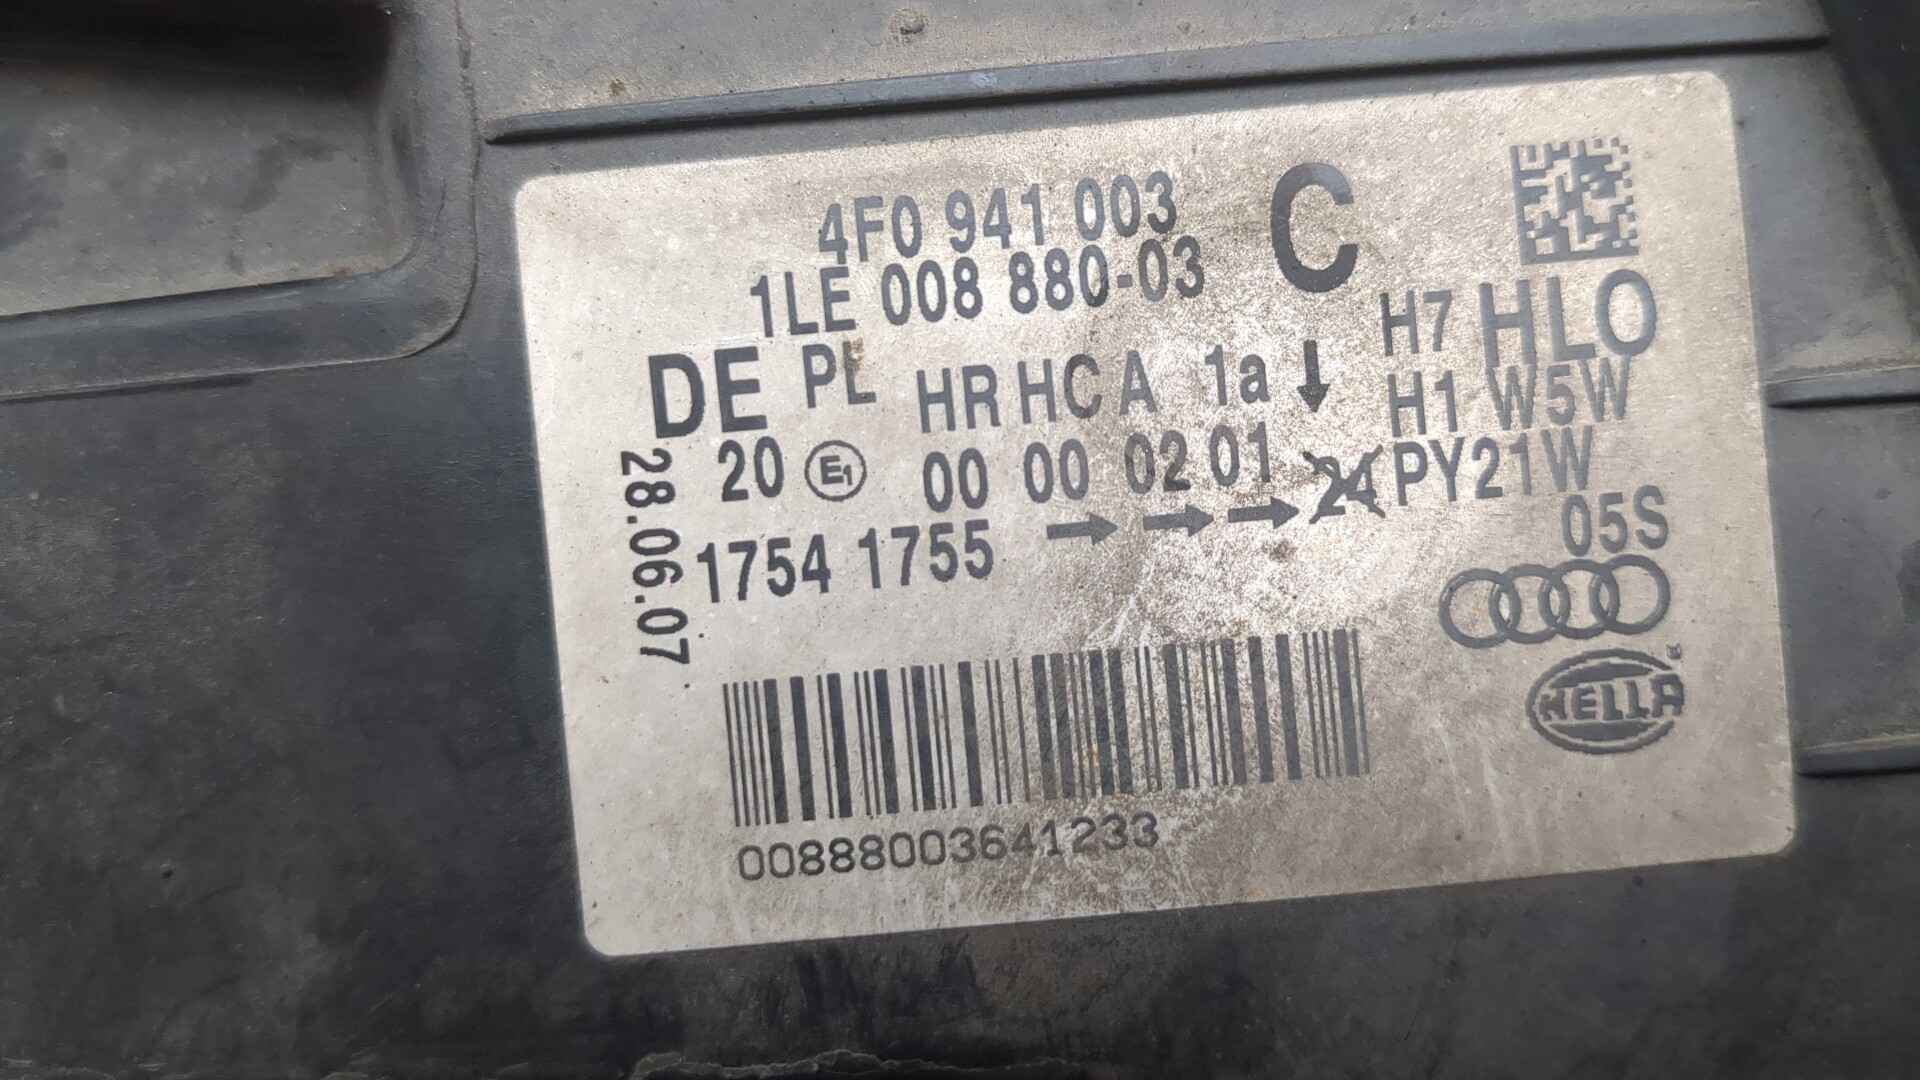 4F0 941 003 C
1LE 008 880-03
H7 HL0
DE PL HR HC A 1a ↓ H1 W5W
20 E1 00 00 02 01 24 PY21W
1754 1755 → → → 05S
28.06.07
HELLA
00888003641233